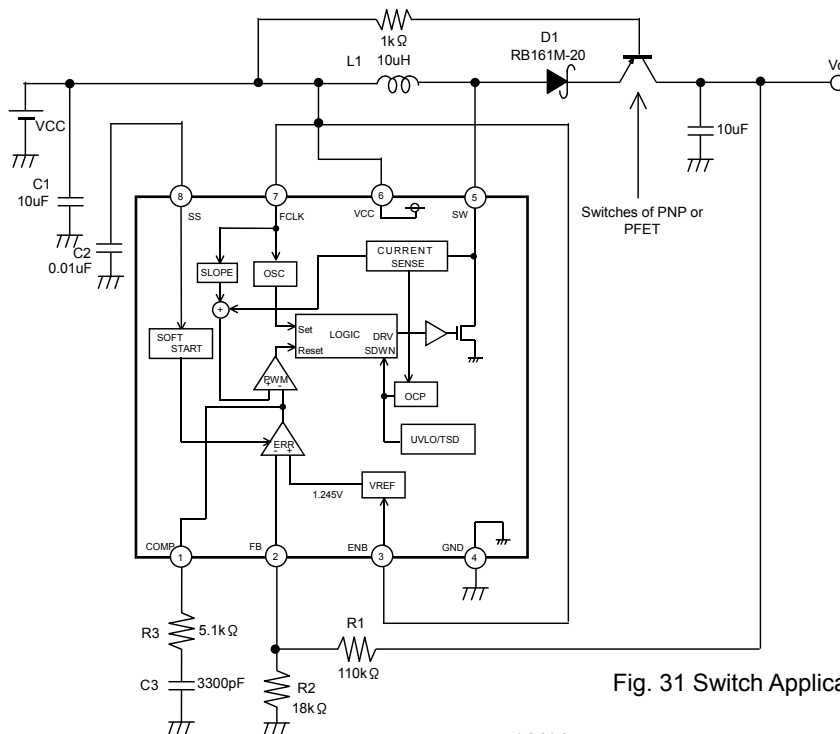 D1
RB161M-20
1kΩ
L1
10uH
Vo
VCC
10uF
C1
10uF
Switches of PNP or
PFET
C2
0.01uF
8
7
6
5
SS
FCLK
VCC
SW
CURRENT
SENSE
SLOPE
OSC
+
SOFT
START
Set
LOGIC
DRV
Reset
SDWN
PWM
+ -
OCP
ERR
- +
UVLO/TSD
1.245V
VREF
COMP
FB
ENB
GND
1
2
3
4
R3
5.1kΩ
R1
110kΩ
C3
3300pF
R2
18kΩ
Fig. 31 Switch Applica